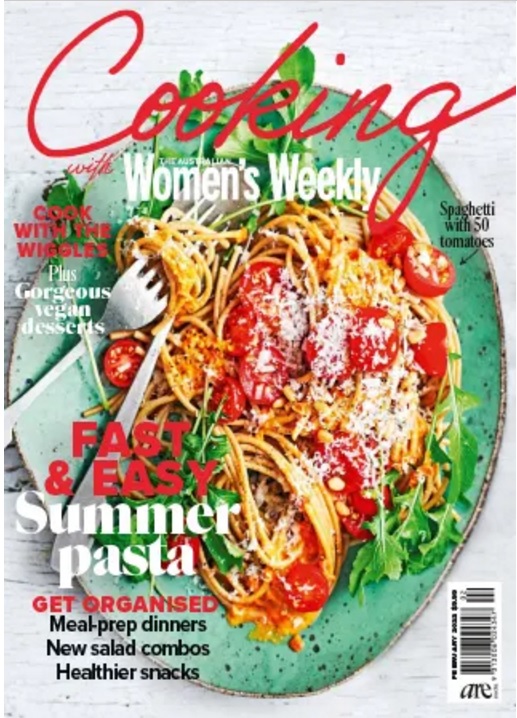 Cooking
with THE AUSTRALIAN
Women's Weekly
COOK
WITH THE
WIGGLES
Plus
Gorgeous
vegan
desserts
Spaghetti
with 50
tomatoes
FAST
& EASY
Summer
pasta
GET ORGANISED
Meal-prep dinners
New salad combos
Healthier snacks
are